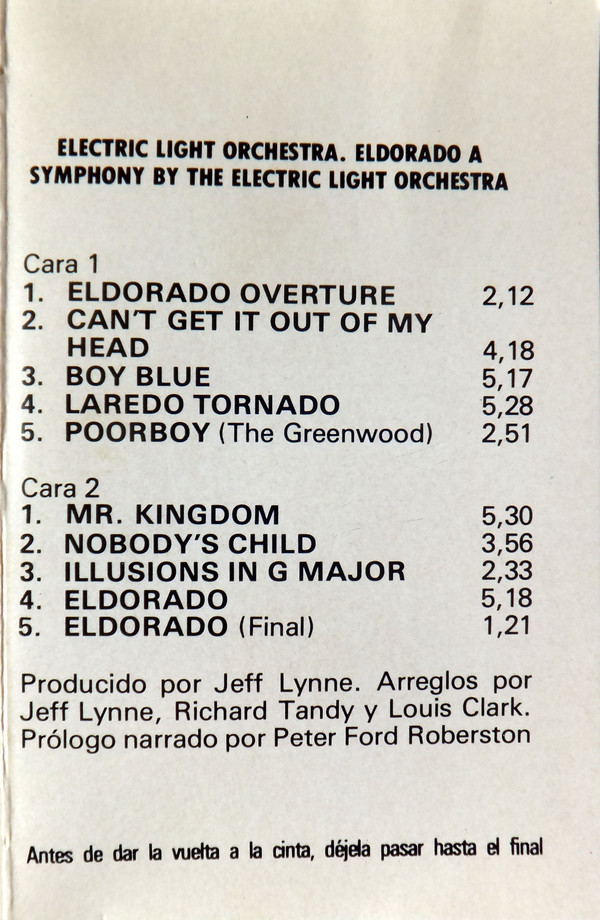 ELECTRIC LIGHT ORCHESTRA. ELDORADO A
SYMPHONY BY THE ELECTRIC LIGHT ORCHESTRA
Cara 1
1. ELDORADO OVERTURE 2,12
2. CAN'T GET IT OUT OF MY
HEAD 4,18
3. BOY BLUE 5,17
4. LAREDO TORNADO 5,28
5. POORBOY (The Greenwood) 2,51
Cara 2
1. MR. KINGDOM 5,30
2. NOBODY'S CHILD 3,56
3. ILLUSIONS IN G MAJOR 2,33
4. ELDORADO 5,18
5. ELDORADO (Final) 1,21
Producido por Jeff Lynne. Arreglos por
Jeff Lynne, Richard Tandy y Louis Clark.
Prólogo narrado por Peter Ford Roberston
Antes de dar la vuelta a la cinta, déjela pasar hasta el final